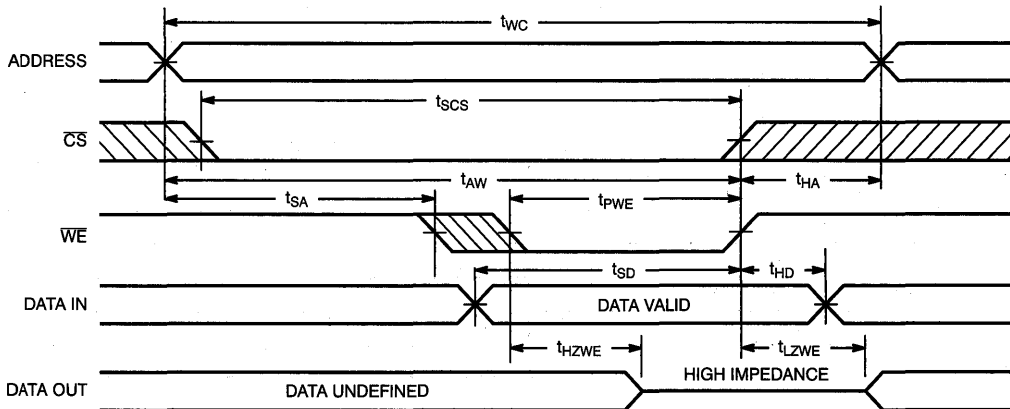 tWC
ADDRESS
tSCS
CS
tAW
tHA
tSA
tPWE
WE
tSD
tHD
DATA IN
DATA VALID
tHZWE
tLZWE
HIGH IMPEDANCE
DATA OUT
DATA UNDEFINED